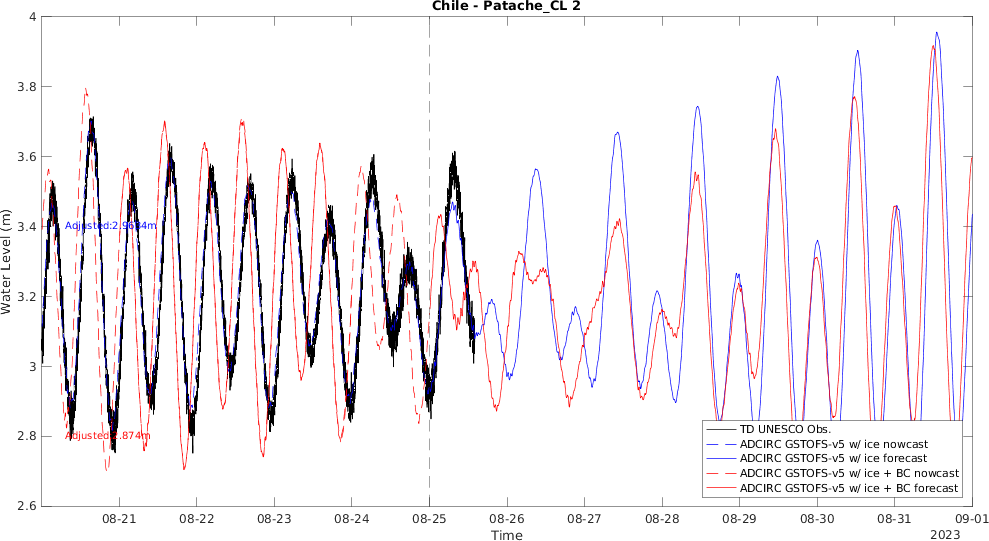 Chile - Patache_CL 2
Water Level (m)
4
3.8
3.6
3.4
3.2
3
2.8
2.6
Adjusted:2.9684m
Adjusted:2.874m
TD UNESCO Obs.
ADCIRC GSTOFS-v5 w/ ice nowcast
ADCIRC GSTOFS-v5 w/ ice forecast
ADCIRC GSTOFS-v5 w/ ice + BC nowcast
ADCIRC GSTOFS-v5 w/ ice + BC forecast
08-21 08-22 08-23 08-24 08-25 08-26 08-27 08-28 08-29 08-30 08-31 09-01
Time
2023